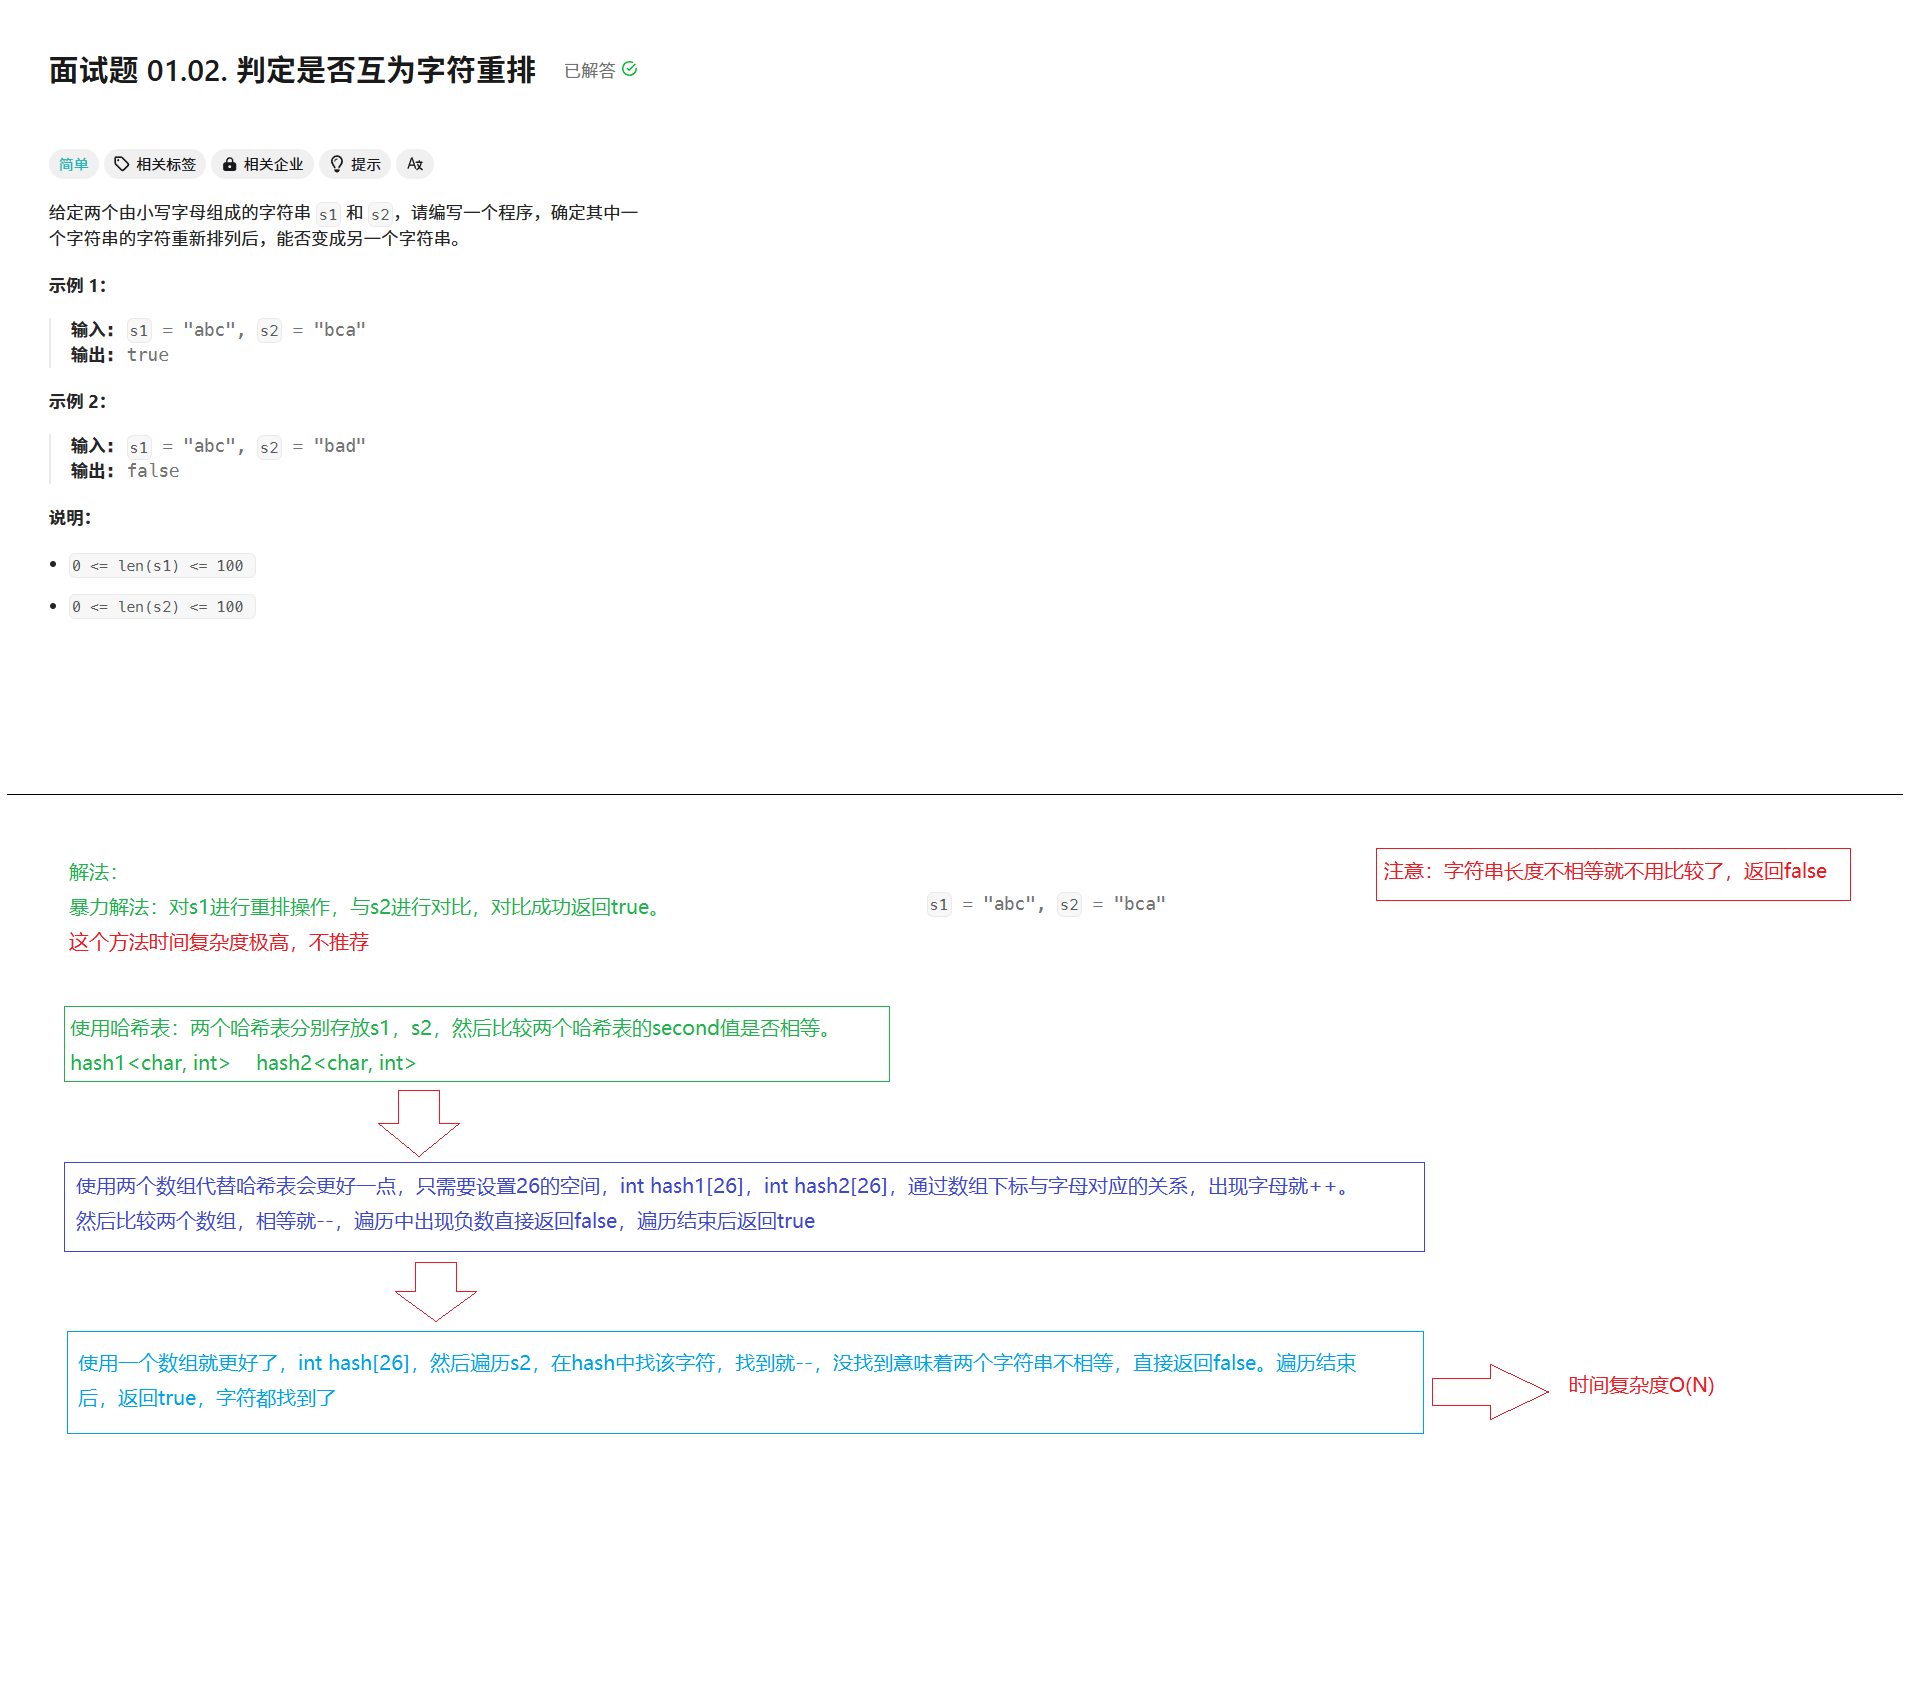 面试题 01.02. 判定是否互为字符重排 已解答
简单 相关标签 相关企业 提示
给定两个由小写字母组成的字符串 s1 和 s2，请编写一个程序，确定其中一
个字符串的字符重新排列后，能否变成另一个字符串。
示例 1：
输入： s1 = "abc", s2 = "bca"
输出： true
示例 2：
输入： s1 = "abc", s2 = "bad"
输出： false
说明：
0 <= len(s1) <= 100
0 <= len(s2) <= 100
解法：
暴力解法：对s1进行重排操作，与s2进行对比，对比成功返回true。
这个方法时间复杂度极高，不推荐
s1 = "abc", s2 = "bca"
注意：字符串长度不相等就不用比较了，返回false
使用哈希表：两个哈希表分别存放s1，s2，然后比较两个哈希表的second值是否相等。
hash1<char, int> hash2<char, int>
使用两个数组代替哈希表会更好一点，只需要设置26的空间，int hash1[26]，int hash2[26]，通过数组下标与字母对应的关系，出现字母就++。
然后比较两个数组，相等就--，遍历中出现负数直接返回false，遍历结束后返回true
使用一个数组就更好了，int hash[26]，然后遍历s2，在hash中找该字符，找到就--，没找到意味着两个字符串不相等，直接返回false。遍历结束
后，返回true，字符都找到了
时间复杂度O(N)